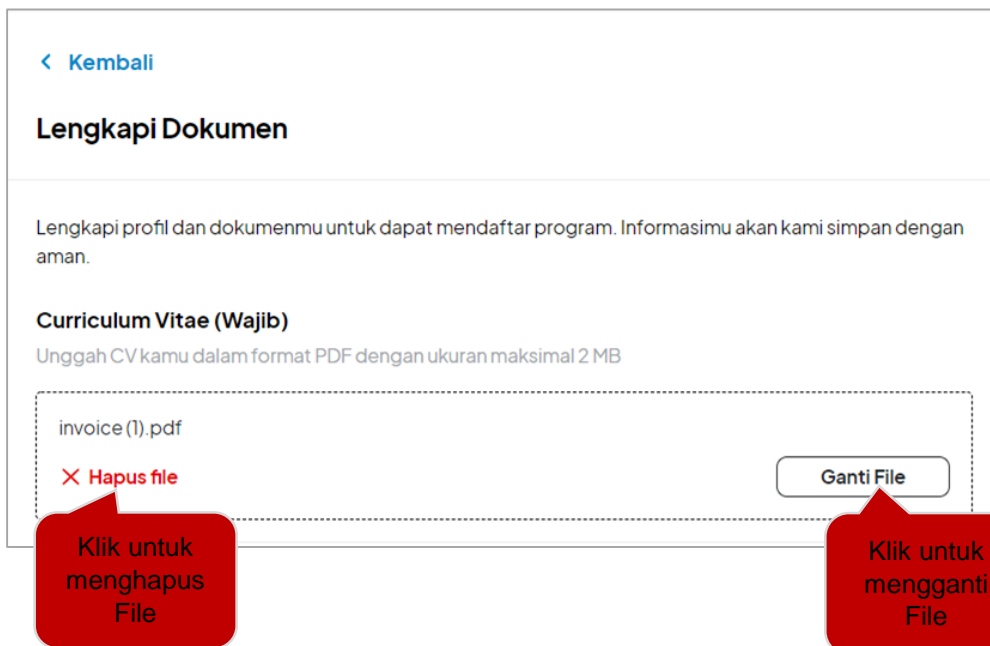 Kembali
Lengkapi Dokumen
Lengkapi profil dan dokumenmu untuk dapat mendaftar program. Informasimu akan kami simpan dengan
aman.
Curriculum Vitae (Wajib)
Unggah CV kamu dalam format PDF dengan ukuran maksimal 2 MB
invoice (1).pdf
Hapus file
Ganti File
Klik untuk
menghapus
File
Klik untuk
mengganti
File